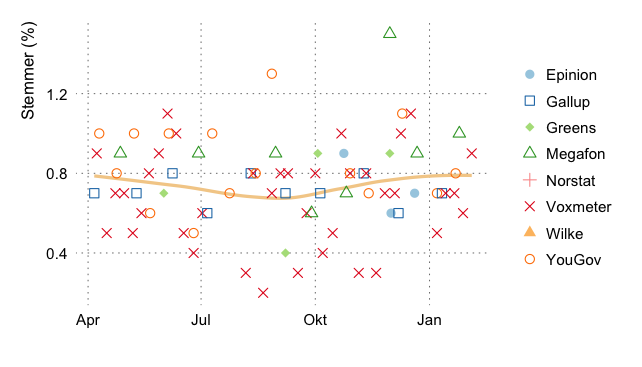 Stemmer (%)
1.2
0.8
0.4
Apr
Jul
Okt
Jan
Epinion
Gallup
Greens
Megafon
Norstat
Voxmeter
Wilke
YouGov